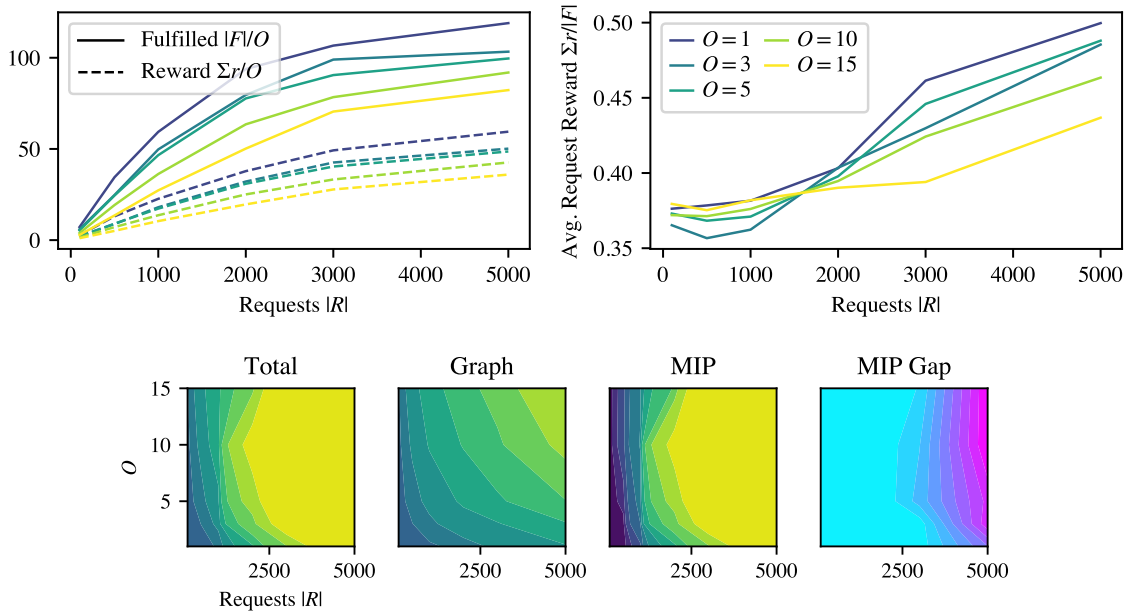 Fulfilled |F|/O
Reward Σr/O
100
50
0
0
1000
2000
3000
4000
5000
Requests |R|
Avg. Request Reward Σr/|F|
O = 1
O = 3
O = 5
O = 10
O = 15
0.50
0.45
0.40
0.35
0
1000
2000
3000
4000
5000
Requests |R|
Total
Graph
MIP
MIP Gap
O
15
10
5
2500
5000
2500
5000
2500
5000
2500
5000
Requests |R|